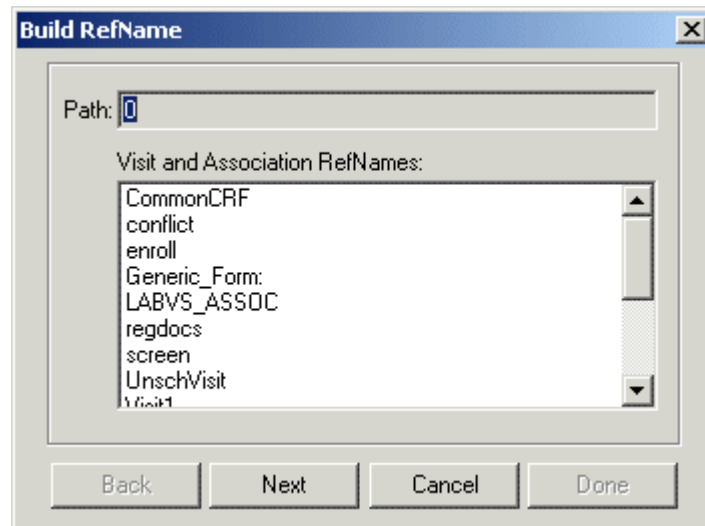 Build RefName
Path: 0
Visit and Association RefNames:
CommonCRF
conflict
enroll
Generic_Form:
LABVS_ASSOC
regdocs
screen
UnschVisit
Visit1
Back Next Cancel Done